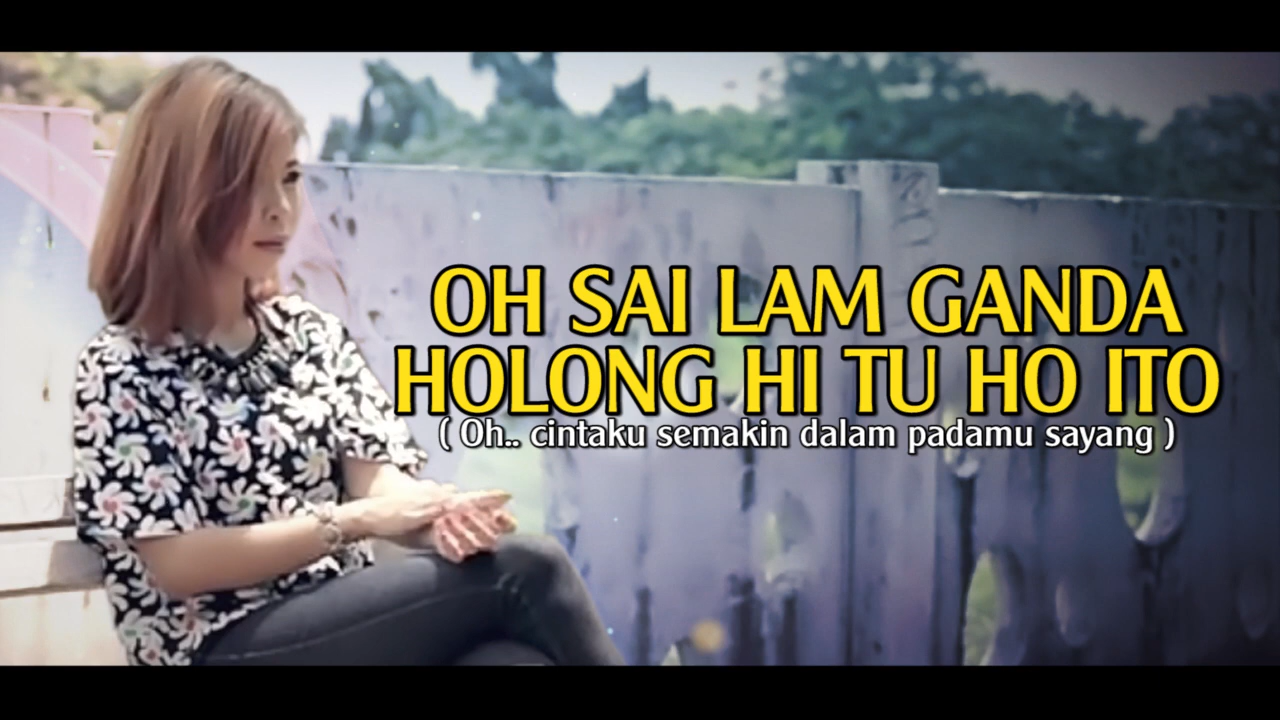 OH SAI LAM GANDA
HOLONG HI TU HO ITO
( Oh.. cintaku semakin dalam padamu sayang )